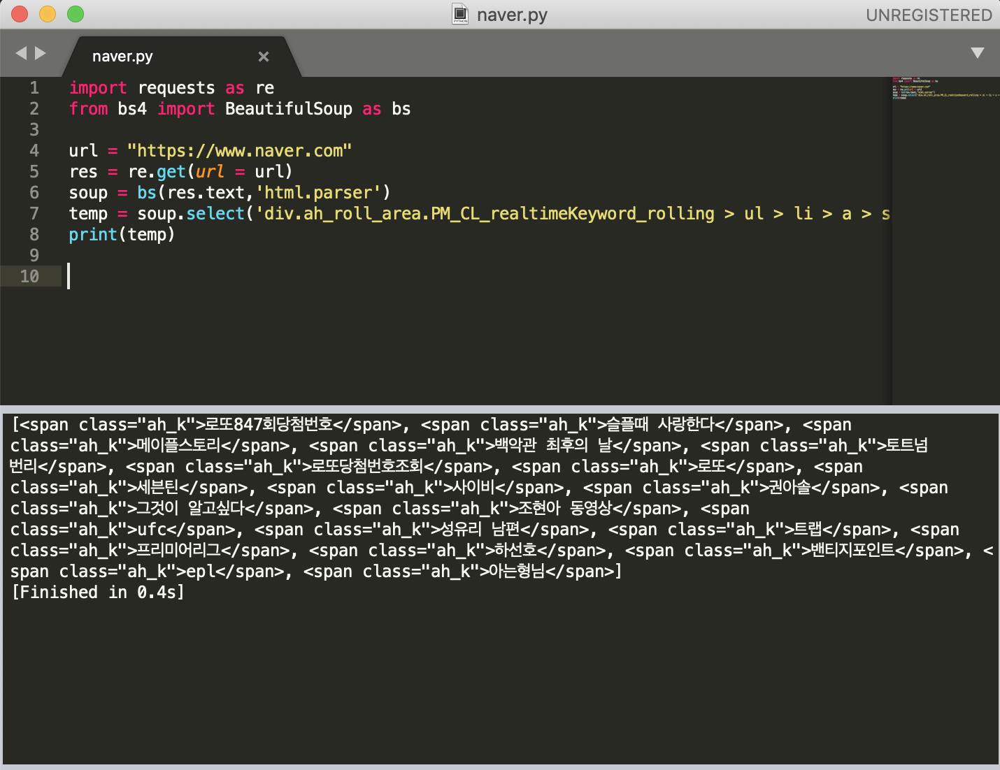 naver.py
UNREGISTERED
naver.py
1 import requests as re
2 from bs4 import BeautifulSoup as bs
3
4 url = "https://www.naver.com"
5 res = re.get(url = url)
6 soup = bs(res.text,'html.parser')
7 temp = soup.select('div.ah_roll_area.PM_CL_realtimeKeyword_rolling > ul > li > a > s
8 print(temp)
9
10
[<span class="ah_k">로또847회당첨번호</span>, <span class="ah_k">슬플때 사랑한다</span>, <span
class="ah_k">메이플스토리</span>, <span class="ah_k">백악관 최후의 날</span>, <span class="ah_k">토트넘
번리</span>, <span class="ah_k">로또당첨번호조회</span>, <span class="ah_k">로또</span>, <span
class="ah_k">세븐틴</span>, <span class="ah_k">사이비</span>, <span class="ah_k">권아솔</span>, <span
class="ah_k">그것이 알고싶다</span>, <span class="ah_k">조현아 동영상</span>, <span
class="ah_k">ufc</span>, <span class="ah_k">성유리 남편</span>, <span class="ah_k">트랩</span>, <span
class="ah_k">프리미어리그</span>, <span class="ah_k">하선호</span>, <span class="ah_k">밴티지포인트</span>, <
span class="ah_k">epl</span>, <span class="ah_k">아는형님</span>]
[Finished in 0.4s]